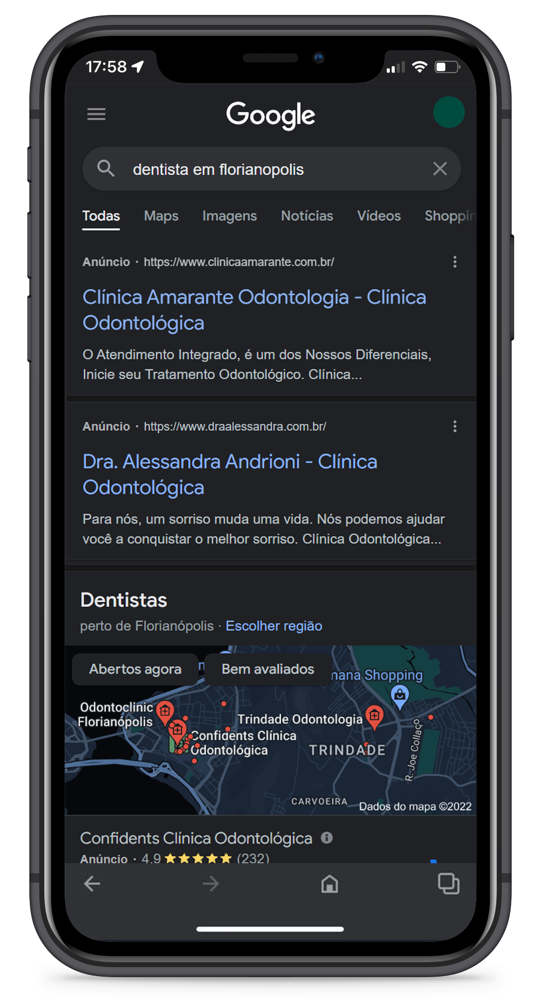 17:58
Google
dentista em florianopolis
Todas Maps Imagens Notícias Vídeos Shoppin
Anúncio · https://www.clinicaamarante.com.br/
Clínica Amarante Odontologia - Clínica
Odontológica
O Atendimento Integrado, é um dos Nossos Diferenciais,
Inicie seu Tratamento Odontológico. Clínica...
Anúncio · https://www.draalessandra.com.br/
Dra. Alessandra Andrioni - Clínica
Odontológica
Para nós, um sorriso muda uma vida. Nós podemos ajudar
você a conquistar o melhor sorriso. Clínica Odontológica...
Dentistas
perto de Florianópolis · Escolher região
Abertos agora
Bem avaliados
mana Shopping
Odontoclinic
Florianópolis
Trindade Odontologia
Confidents Clínica
Odontológica
TRINDADE
R. Joe Collaço
CARVOEIRA
Dados do mapa ©2022
Confidents Clínica Odontológica
Anúncio · 4,9 (232)